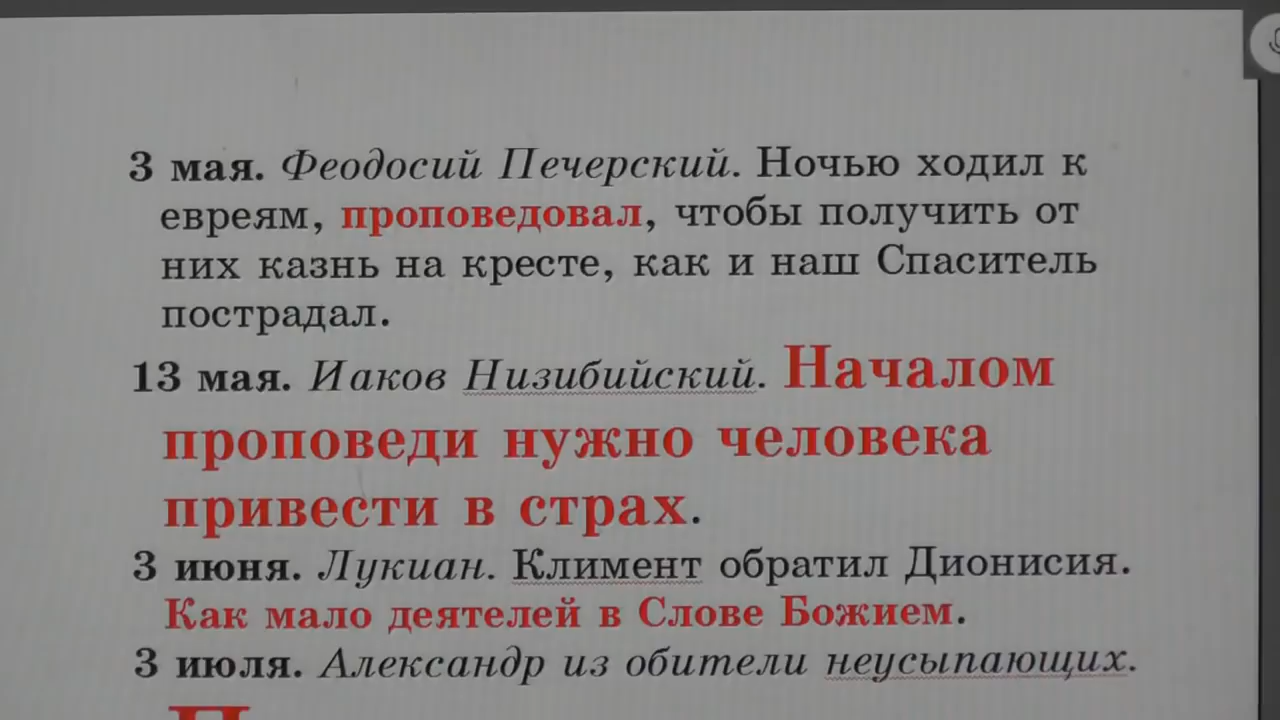 3 мая. Феодосий Печерский. Ночью ходил к
евреям, проповедовал, чтобы получить от
них казнь на кресте, как и наш Спаситель
пострадал.
13 мая. Иаков Низибийский. Началом
проповеди нужно человека
привести в страх.
3 июня. Лукиан. Климент обратил Дионисия.
Как мало деятелей в Слове Божием.
3 июля. Александр из обители неусыпающих.